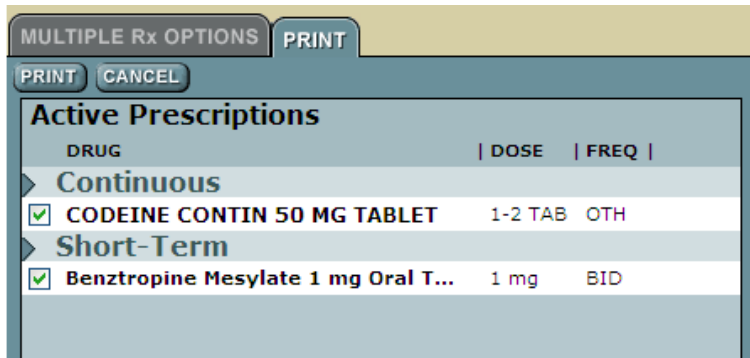 MULTIPLE Rx OPTIONS PRINT
PRINT CANCEL
Active Prescriptions
DRUG | DOSE | FREQ |
Continuous
CODEINE CONTIN 50 MG TABLET 1-2 TAB OTH
Short-Term
Benztropine Mesylate 1 mg Oral T... 1 mg BID